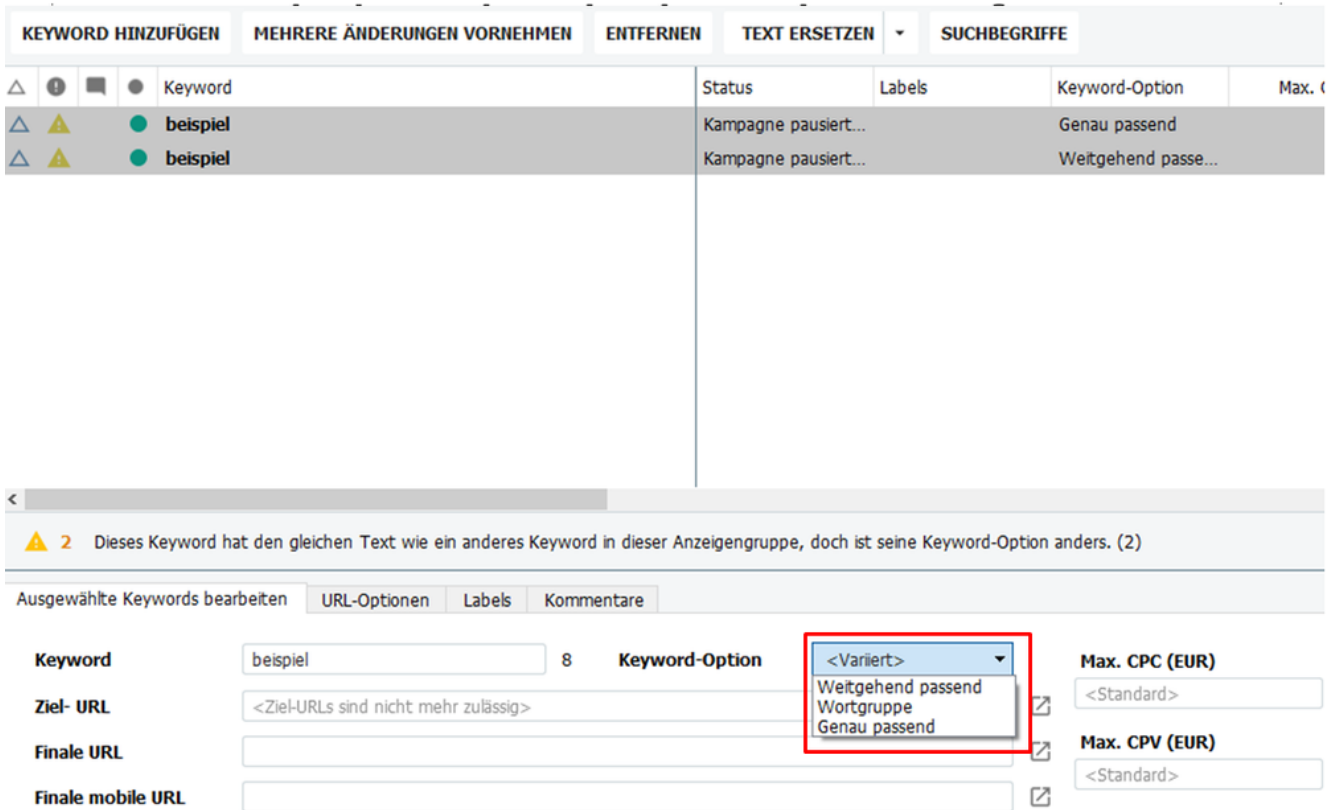 KEYWORD HINZUFÜGEN MEHRERE ÄNDERUNGEN VORNEHMEN ENTFERNEN TEXT ERSETZEN SUCHBEGRIFFE
Keyword Status Labels Keyword-Option Max.
beispiel Kampagne pausiert... Genau passend
beispiel Kampagne pausiert... Weitgehend passe...
2 Dieses Keyword hat den gleichen Text wie ein anderes Keyword in dieser Anzeigengruppe, doch ist seine Keyword-Option anders. (2)
Ausgewählte Keywords bearbeiten URL-Optionen Labels Kommentare
Keyword beispiel 8 Keyword-Option <Variiert> Max. CPC (EUR)
Weitgehend passend
Ziel- URL <Ziel-URLs sind nicht mehr zulässig> Wortgruppe <Standard>
Genau passend
Finale URL Max. CPV (EUR)
<Standard>
Finale mobile URL